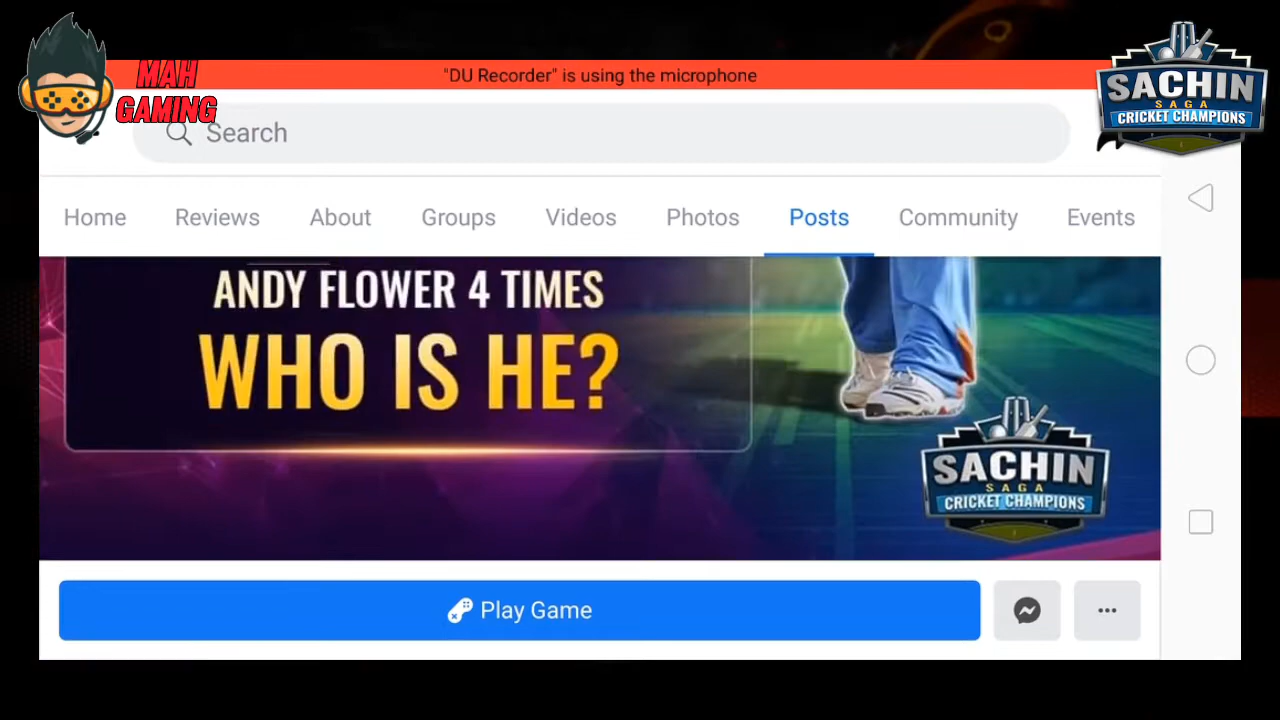 "DU Recorder" is using the microphone
MAH
GAMING
SACHIN
SAGA
CRICKET CHAMPIONS
Search
Home Reviews About Groups Videos Photos Posts Community Events
ANDY FLOWER 4 TIMES
WHO IS HE?
SACHIN
SAGA
CRICKET CHAMPIONS
Play Game